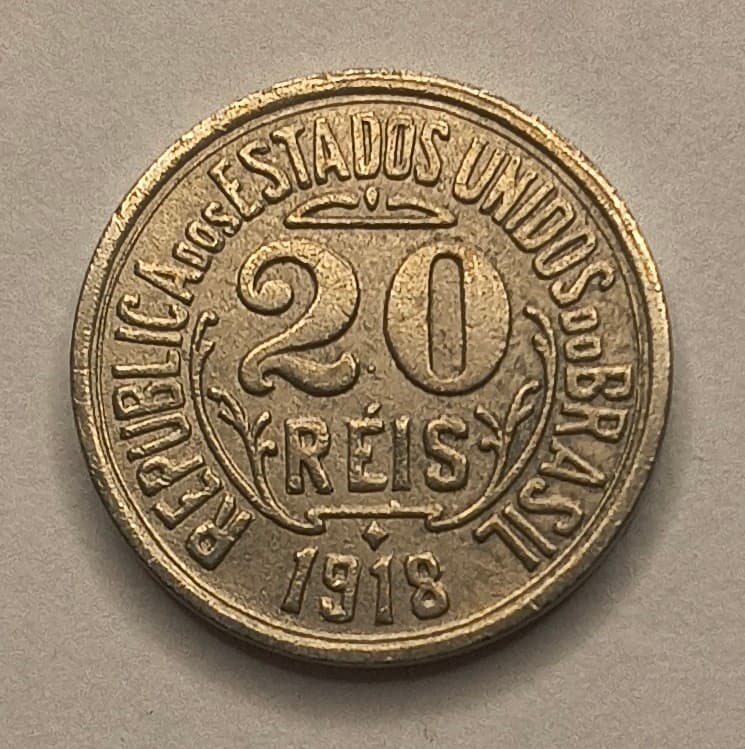 REPUBLICA DOS ESTADOS UNIDOS DO BRASIL
20
RÉIS
1918